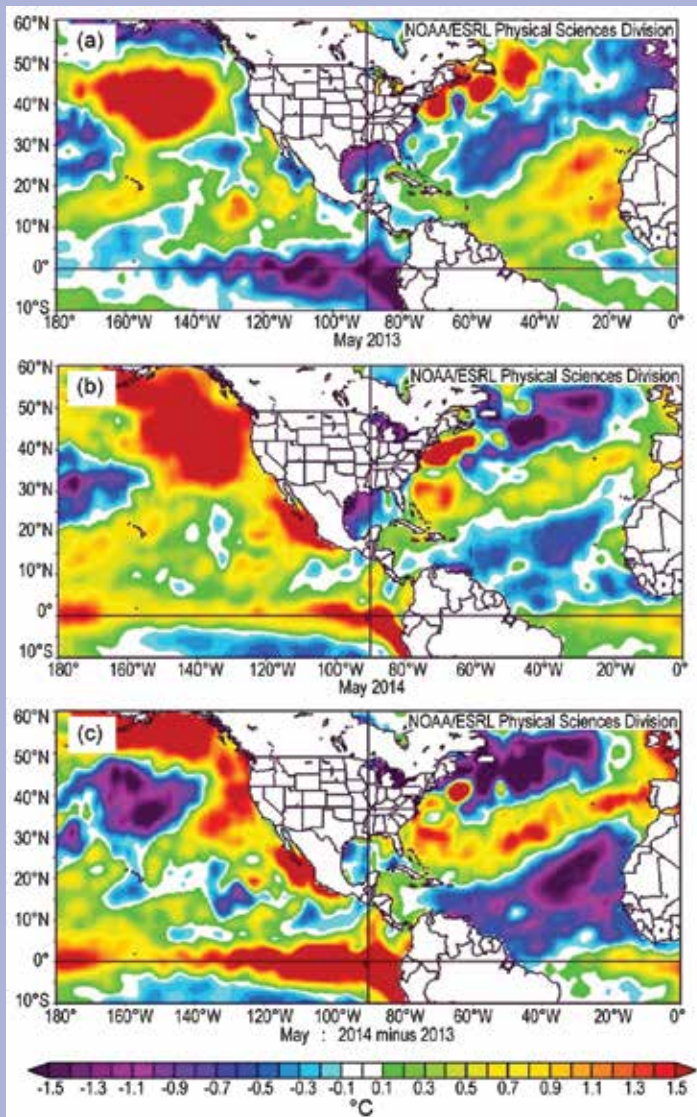 (a)
NOAA/ESRL Physical Sciences Division
60°N
50°N
40°N
30°N
20°N
10°N
0°
10°S
180° 160°W 140°W 120°W 100°W 80°W 60°W 40°W 20°W 0°
May 2013
(b)
NOAA/ESRL Physical Sciences Division
60°N
50°N
40°N
30°N
20°N
10°N
0°
10°S
180° 160°W 140°W 120°W 100°W 80°W 60°W 40°W 20°W 0°
May 2014
(c)
NOAA/ESRL Physical Sciences Division
60°N
50°N
40°N
30°N
20°N
10°N
0°
10°S
180° 160°W 140°W 120°W 100°W 80°W 60°W 40°W 20°W 0°
May : 2014 minus 2013
-1.5 -1.3 -1.1 -0.9 -0.7 -0.5 -0.3 -0.1 0.1 0.3 0.5 0.7 0.9 1.1 1.3 1.5
°C